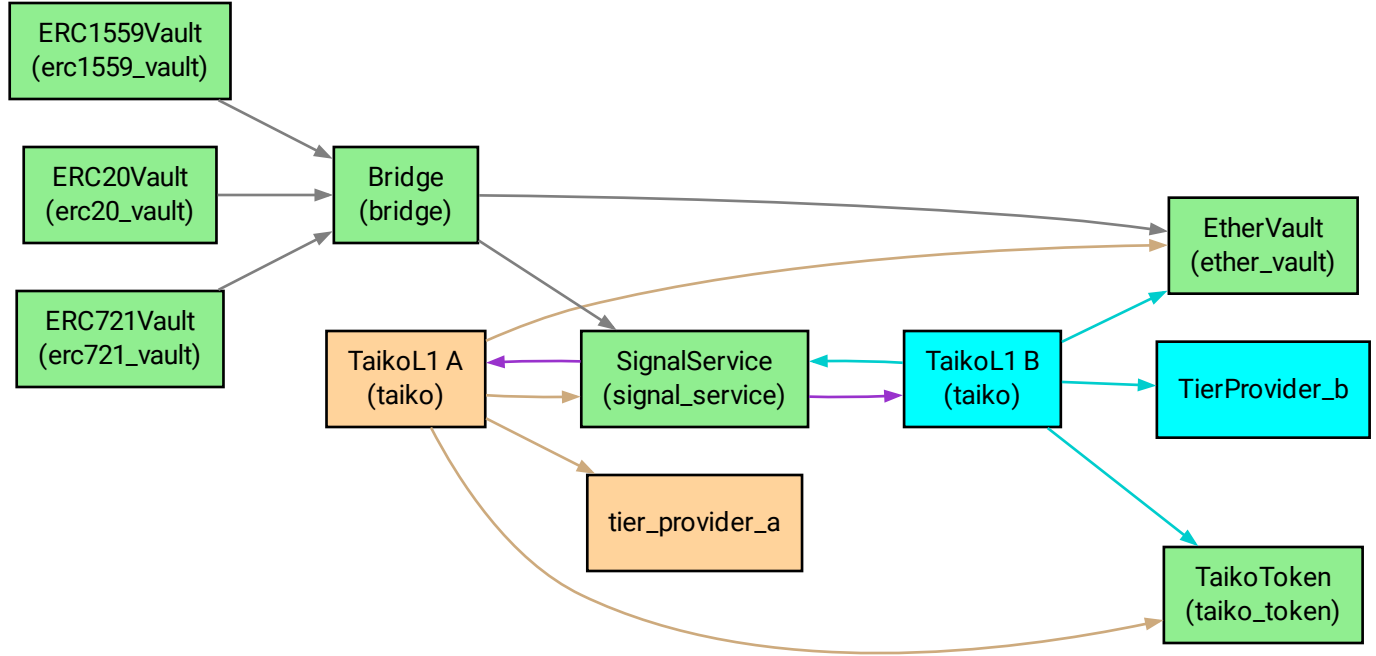 ERC1559Vault
(erc1559_vault)
ERC20Vault
(erc20_vault)
ERC721Vault
(erc721_vault)
Bridge
(bridge)
TaikoL1 A
(taiko)
SignalService
(signal_service)
tier_provider_a
TaikoL1 B
(taiko)
EtherVault
(ether_vault)
TierProvider_b
TaikoToken
(taiko_token)